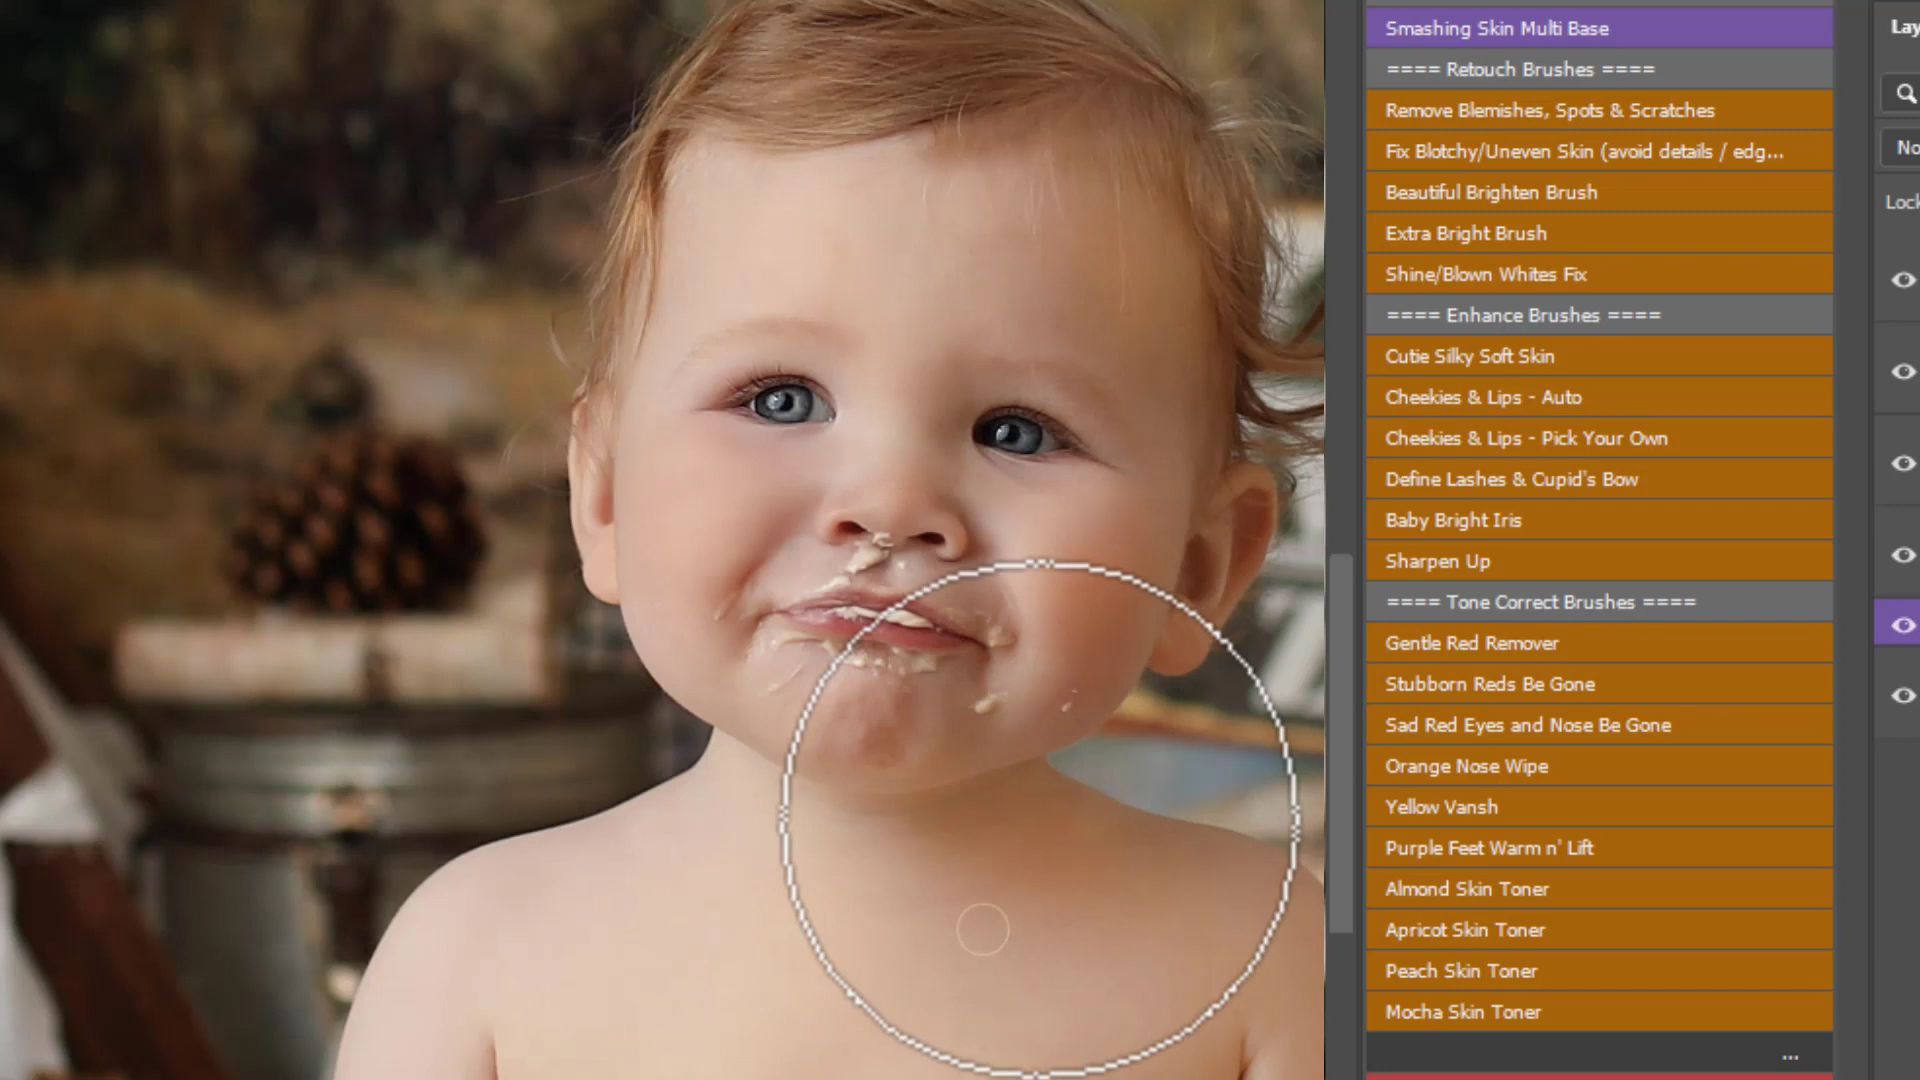 Smashing Skin Multi Base
==== Retouch Brushes ====
Remove Blemishes, Spots & Scratches
Fix Blotchy/Uneven Skin (avoid details / edg...
Beautiful Brighten Brush
Extra Bright Brush
Shine/Blown Whites Fix
==== Enhance Brushes ====
Cutie Silky Soft Skin
Cheekies & Lips - Auto
Cheekies & Lips - Pick Your Own
Define Lashes & Cupid's Bow
Baby Bright Iris
Sharpen Up
==== Tone Correct Brushes ====
Gentle Red Remover
Stubborn Reds Be Gone
Sad Red Eyes and Nose Be Gone
Orange Nose Wipe
Yellow Vansh
Purple Feet Warm n' Lift
Almond Skin Toner
Apricot Skin Toner
Peach Skin Toner
Mocha Skin Toner
...
Lay
No
Lock